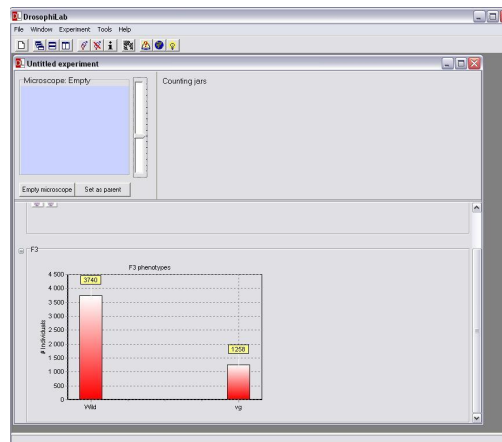 DrosophiLab
File Window Experiment Tools Help
Untitled experiment
Microscope: Empty
Counting jars
Empty microscope Set as parent
F3
F3 phenotypes
4 500
3740
4 000
3 500
3 000
2 500
2 000
1258
1 500
1 000
500
0
# Individuals
Wild vg